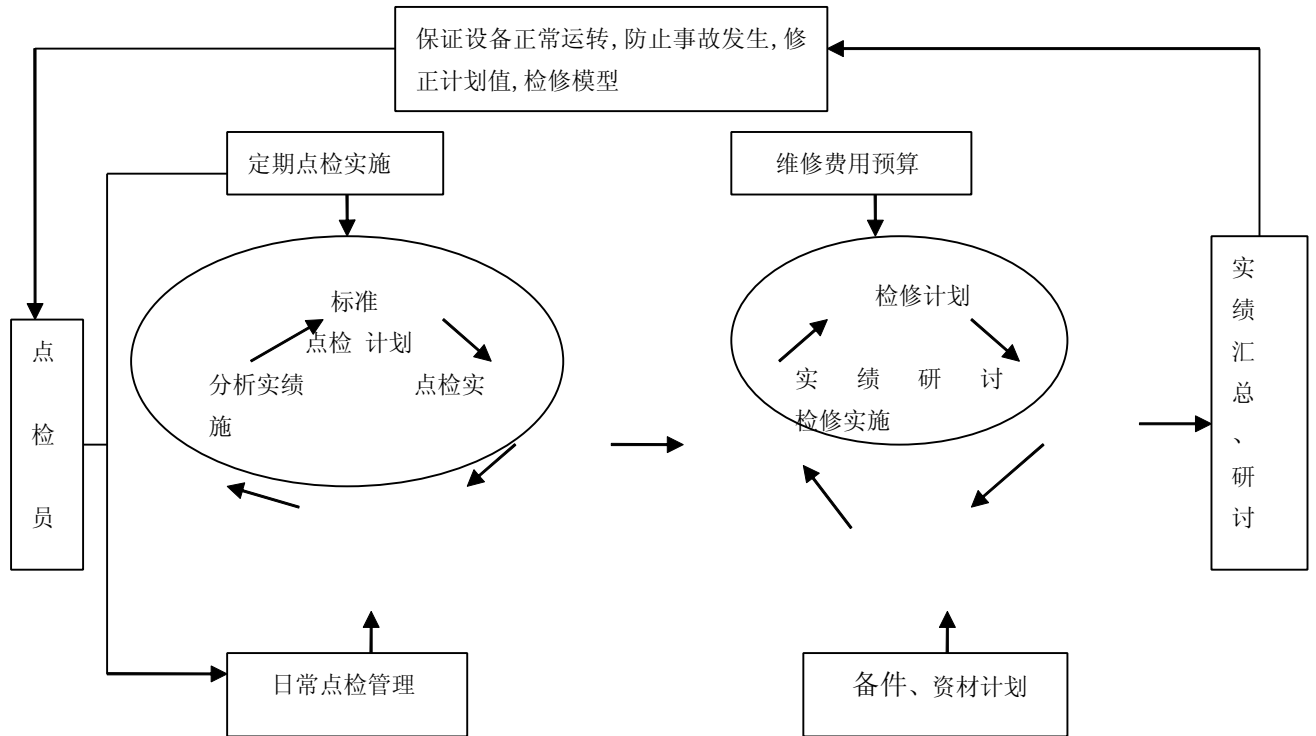 保证设备正常运转,防止事故发生,修
正计划值,检修模型
定期点检实施
维修费用预算
标准
点检 计划
分析实绩 点检实
施
检修计划
实 绩 研 讨
检修实施
点
检
员
实
绩
汇
总
、
研
讨
日常点检管理
备件、资材计划